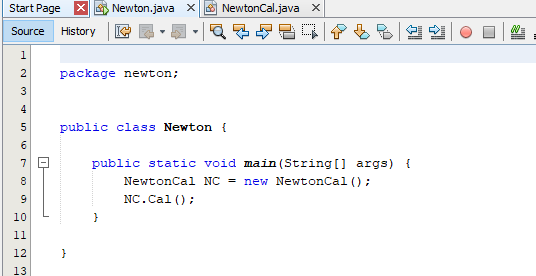 Start Page Newton.java NewtonCal.java
Source History
1
2 package newton;
3
4
5 public class Newton {
6
7 public static void main(String[] args) {
8 NewtonCal NC = new NewtonCal();
9 NC.Cal();
10 }
11
12 }
13